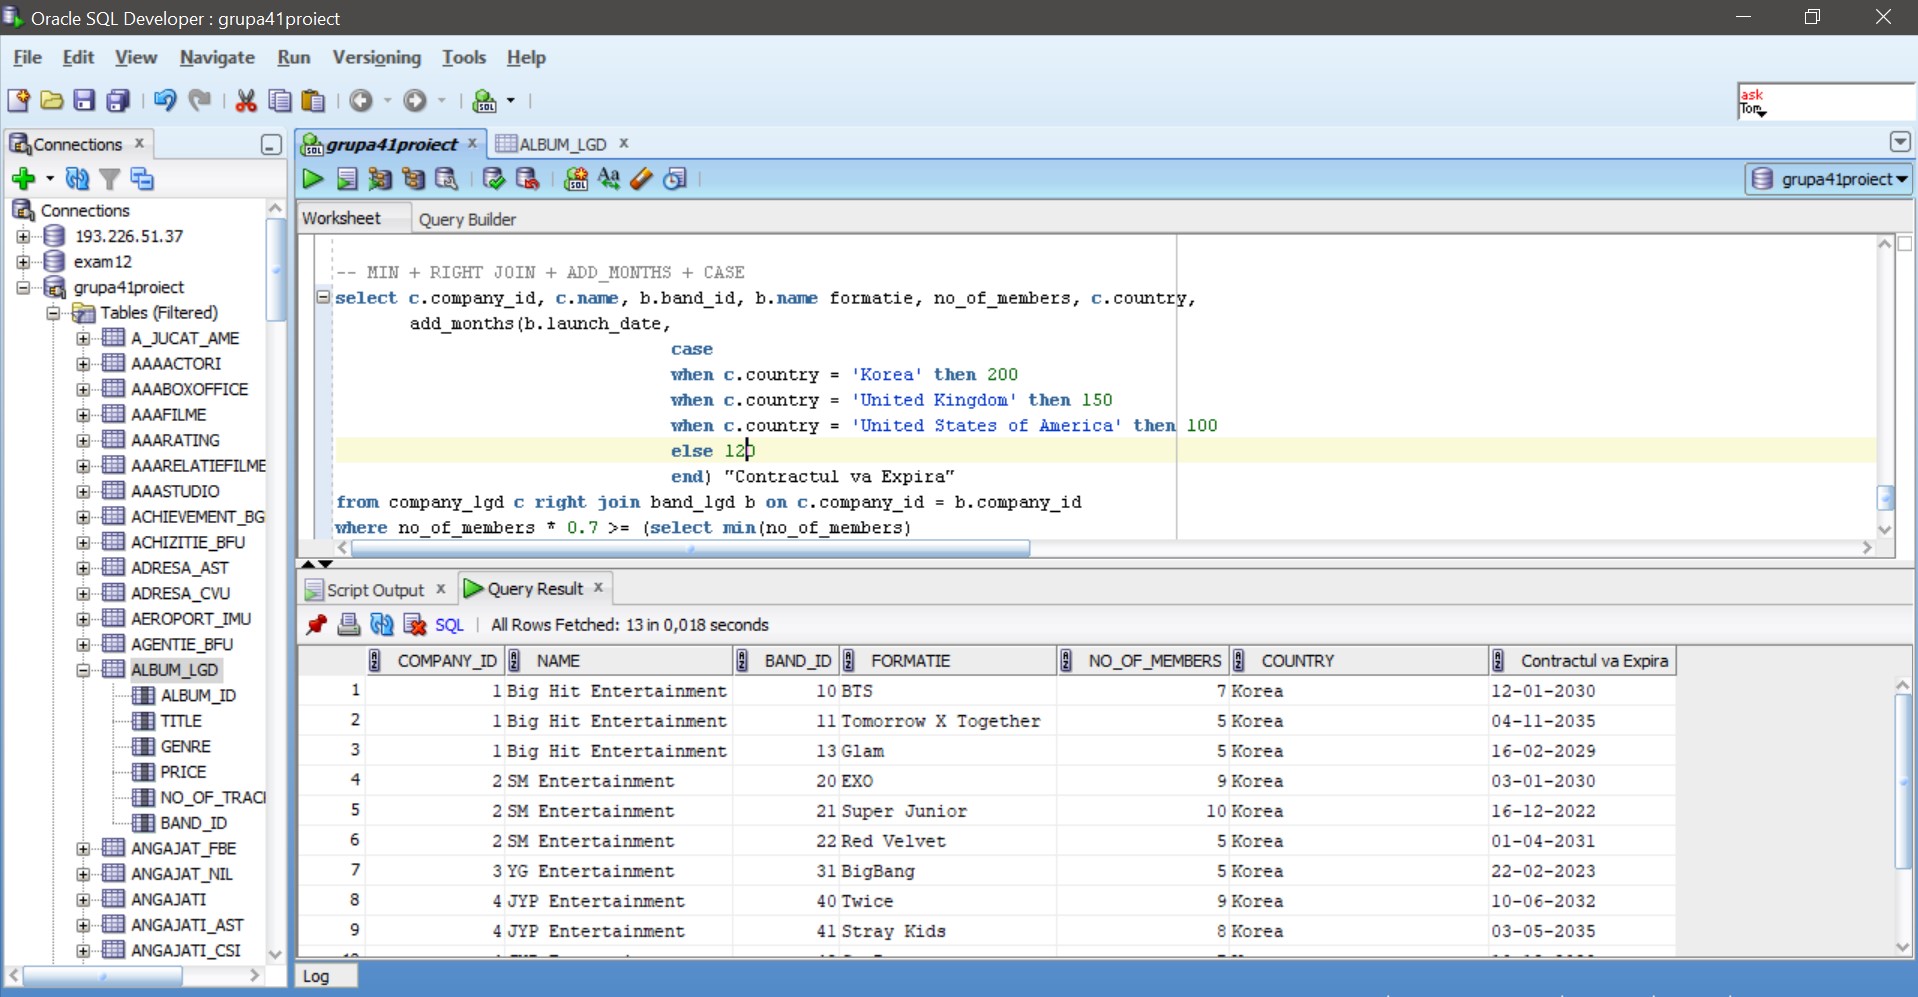 Oracle SQL Developer : grupa41proiect
File Edit View Navigate Run Versioning Tools Help
ask
Tom
Connections
grupa41proiect
ALBUM_LGD
grupa41proiect
Worksheet Query Builder
Connections
193.226.51.37
exam12
grupa41proiect
Tables (Filtered)
A_JUCAT_AME
AAAACTORI
AAABOXOFFICE
AAAFILME
AAARATING
AAARELATIEFILME
AAASTUDIO
ACHIEVEMENT_BG
ACHIZITIE_BFU
ADRESA_AST
ADRESA_CVU
AEROPORT_IMU
AGENTIE_BFU
ALBUM_LGD
ALBUM_ID
TITLE
GENRE
PRICE
NO_OF_TRAC
BAND_ID
ANGAJAT_FBE
ANGAJAT_NIL
ANGAJATI
ANGAJATI_AST
ANGAJATI_CSI
-- MIN + RIGHT JOIN + ADD_MONTHS + CASE
select c.company_id, c.name, b.band_id, b.name formatie, no_of_members, c.country,
add_months(b.launch_date,
case
when c.country = 'Korea' then 200
when c.country = 'United Kingdom' then 150
when c.country = 'United States of America' then 100
else 120
end) "Contractul va Expira"
from company_lgd c right join band_lgd b on c.company_id = b.company_id
where no_of_members * 0.7 >= (select min(no_of_members)
Script Output Query Result
SQL All Rows Fetched: 13 in 0,018 seconds
COMPANY_ID NAME BAND_ID FORMATIE NO_OF_MEMBERS COUNTRY Contractul va Expira
1 1 Big Hit Entertainment 10 BTS 7 Korea 12-01-2030
2 1 Big Hit Entertainment 11 Tomorrow X Together 5 Korea 04-11-2035
3 1 Big Hit Entertainment 13 Glam 5 Korea 16-02-2029
4 2 SM Entertainment 20 EXO 9 Korea 03-01-2030
5 2 SM Entertainment 21 Super Junior 10 Korea 16-12-2022
6 2 SM Entertainment 22 Red Velvet 5 Korea 01-04-2031
7 3 YG Entertainment 31 BigBang 5 Korea 22-02-2023
8 4 JYP Entertainment 40 Twice 9 Korea 10-06-2032
9 4 JYP Entertainment 41 Stray Kids 8 Korea 03-05-2035
Log